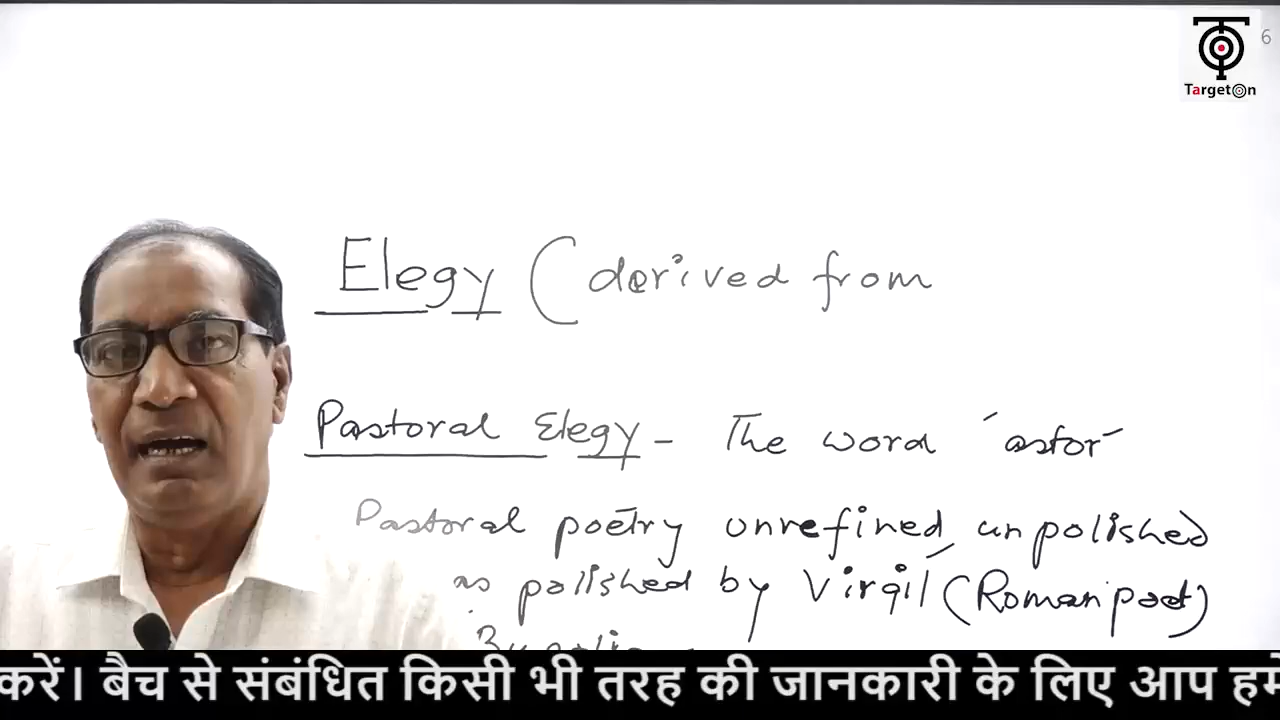 TargetOn
6
Elegy (derived from
Pastoral Elegy - The word 'astor'
Pastoral poetry unrefined, unpolished
polished by Virgil (Roman poet)
करें। बैच से संबंधित किसी भी तरह की जानकारी के लिए आप हमे